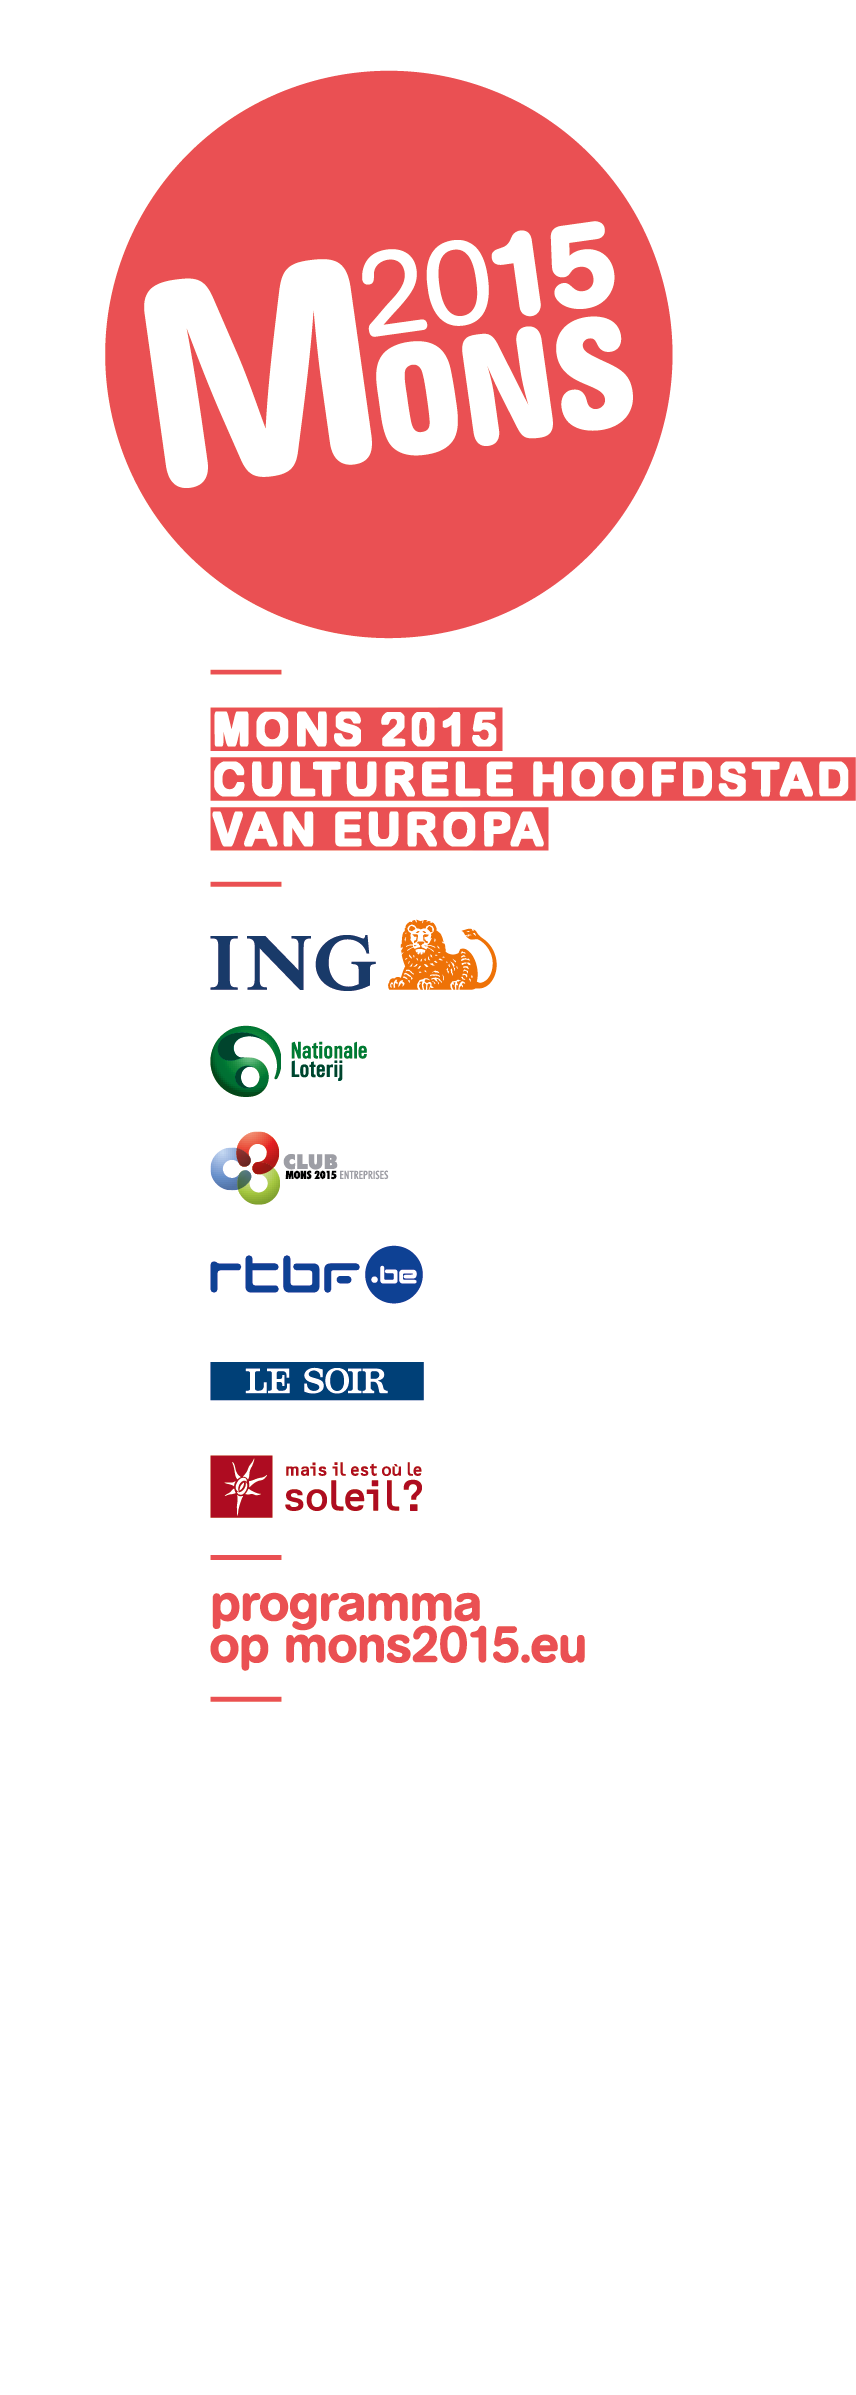 2015
MONS
MONS 2015
CULTURELE HOOFDSTAD
VAN EUROPA
ING
Nationale
Loterij
CLUB
MONS 2015 ENTREPRISES
rtbf.be
LE SOIR
mais il est où le
soleil?
programma
op mons2015.eu